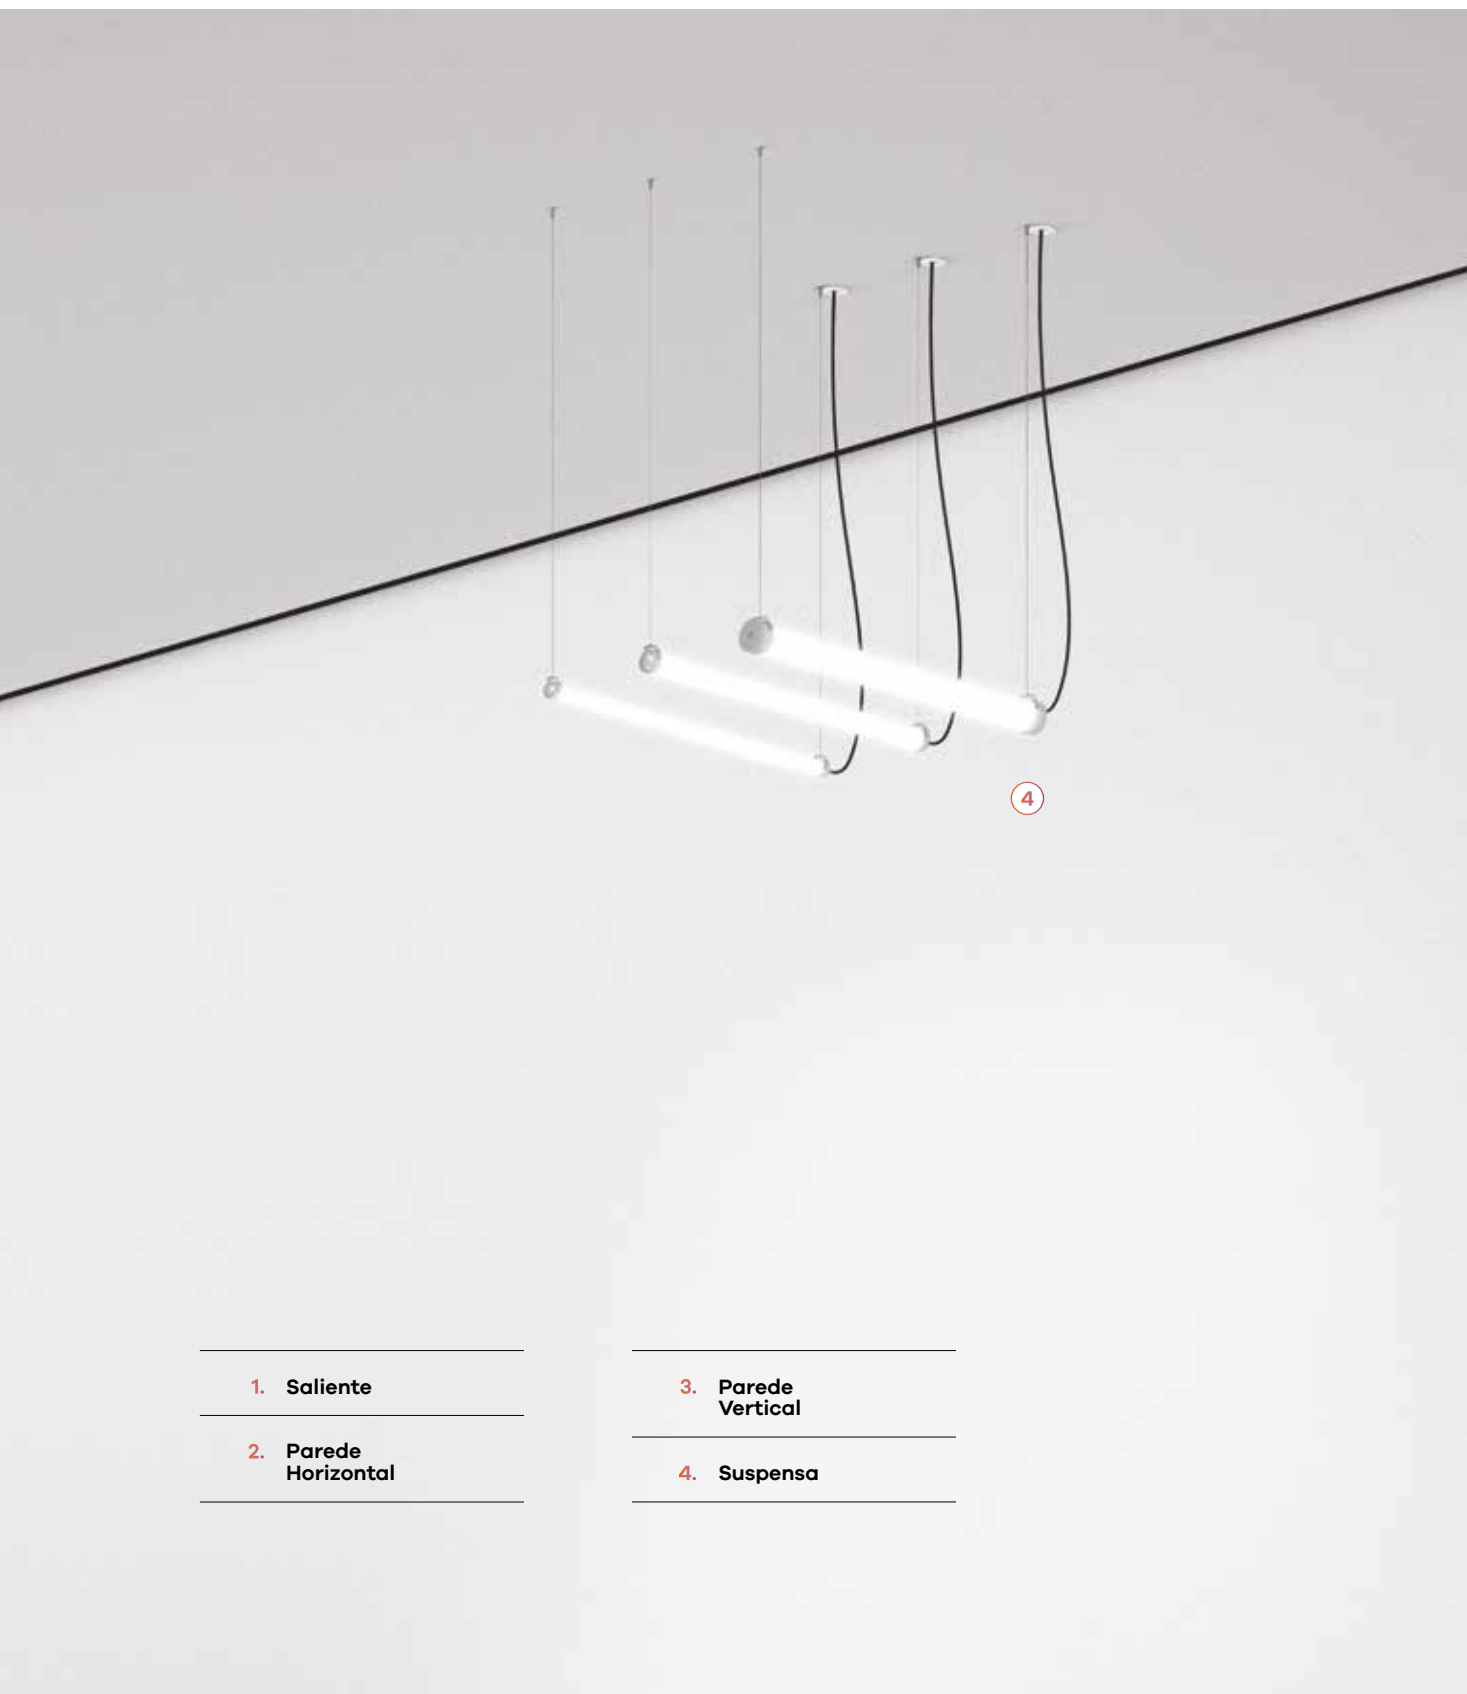 4
1. Saliente
2. Parede
Horizontal
3. Parede
Vertical
4. Suspensa